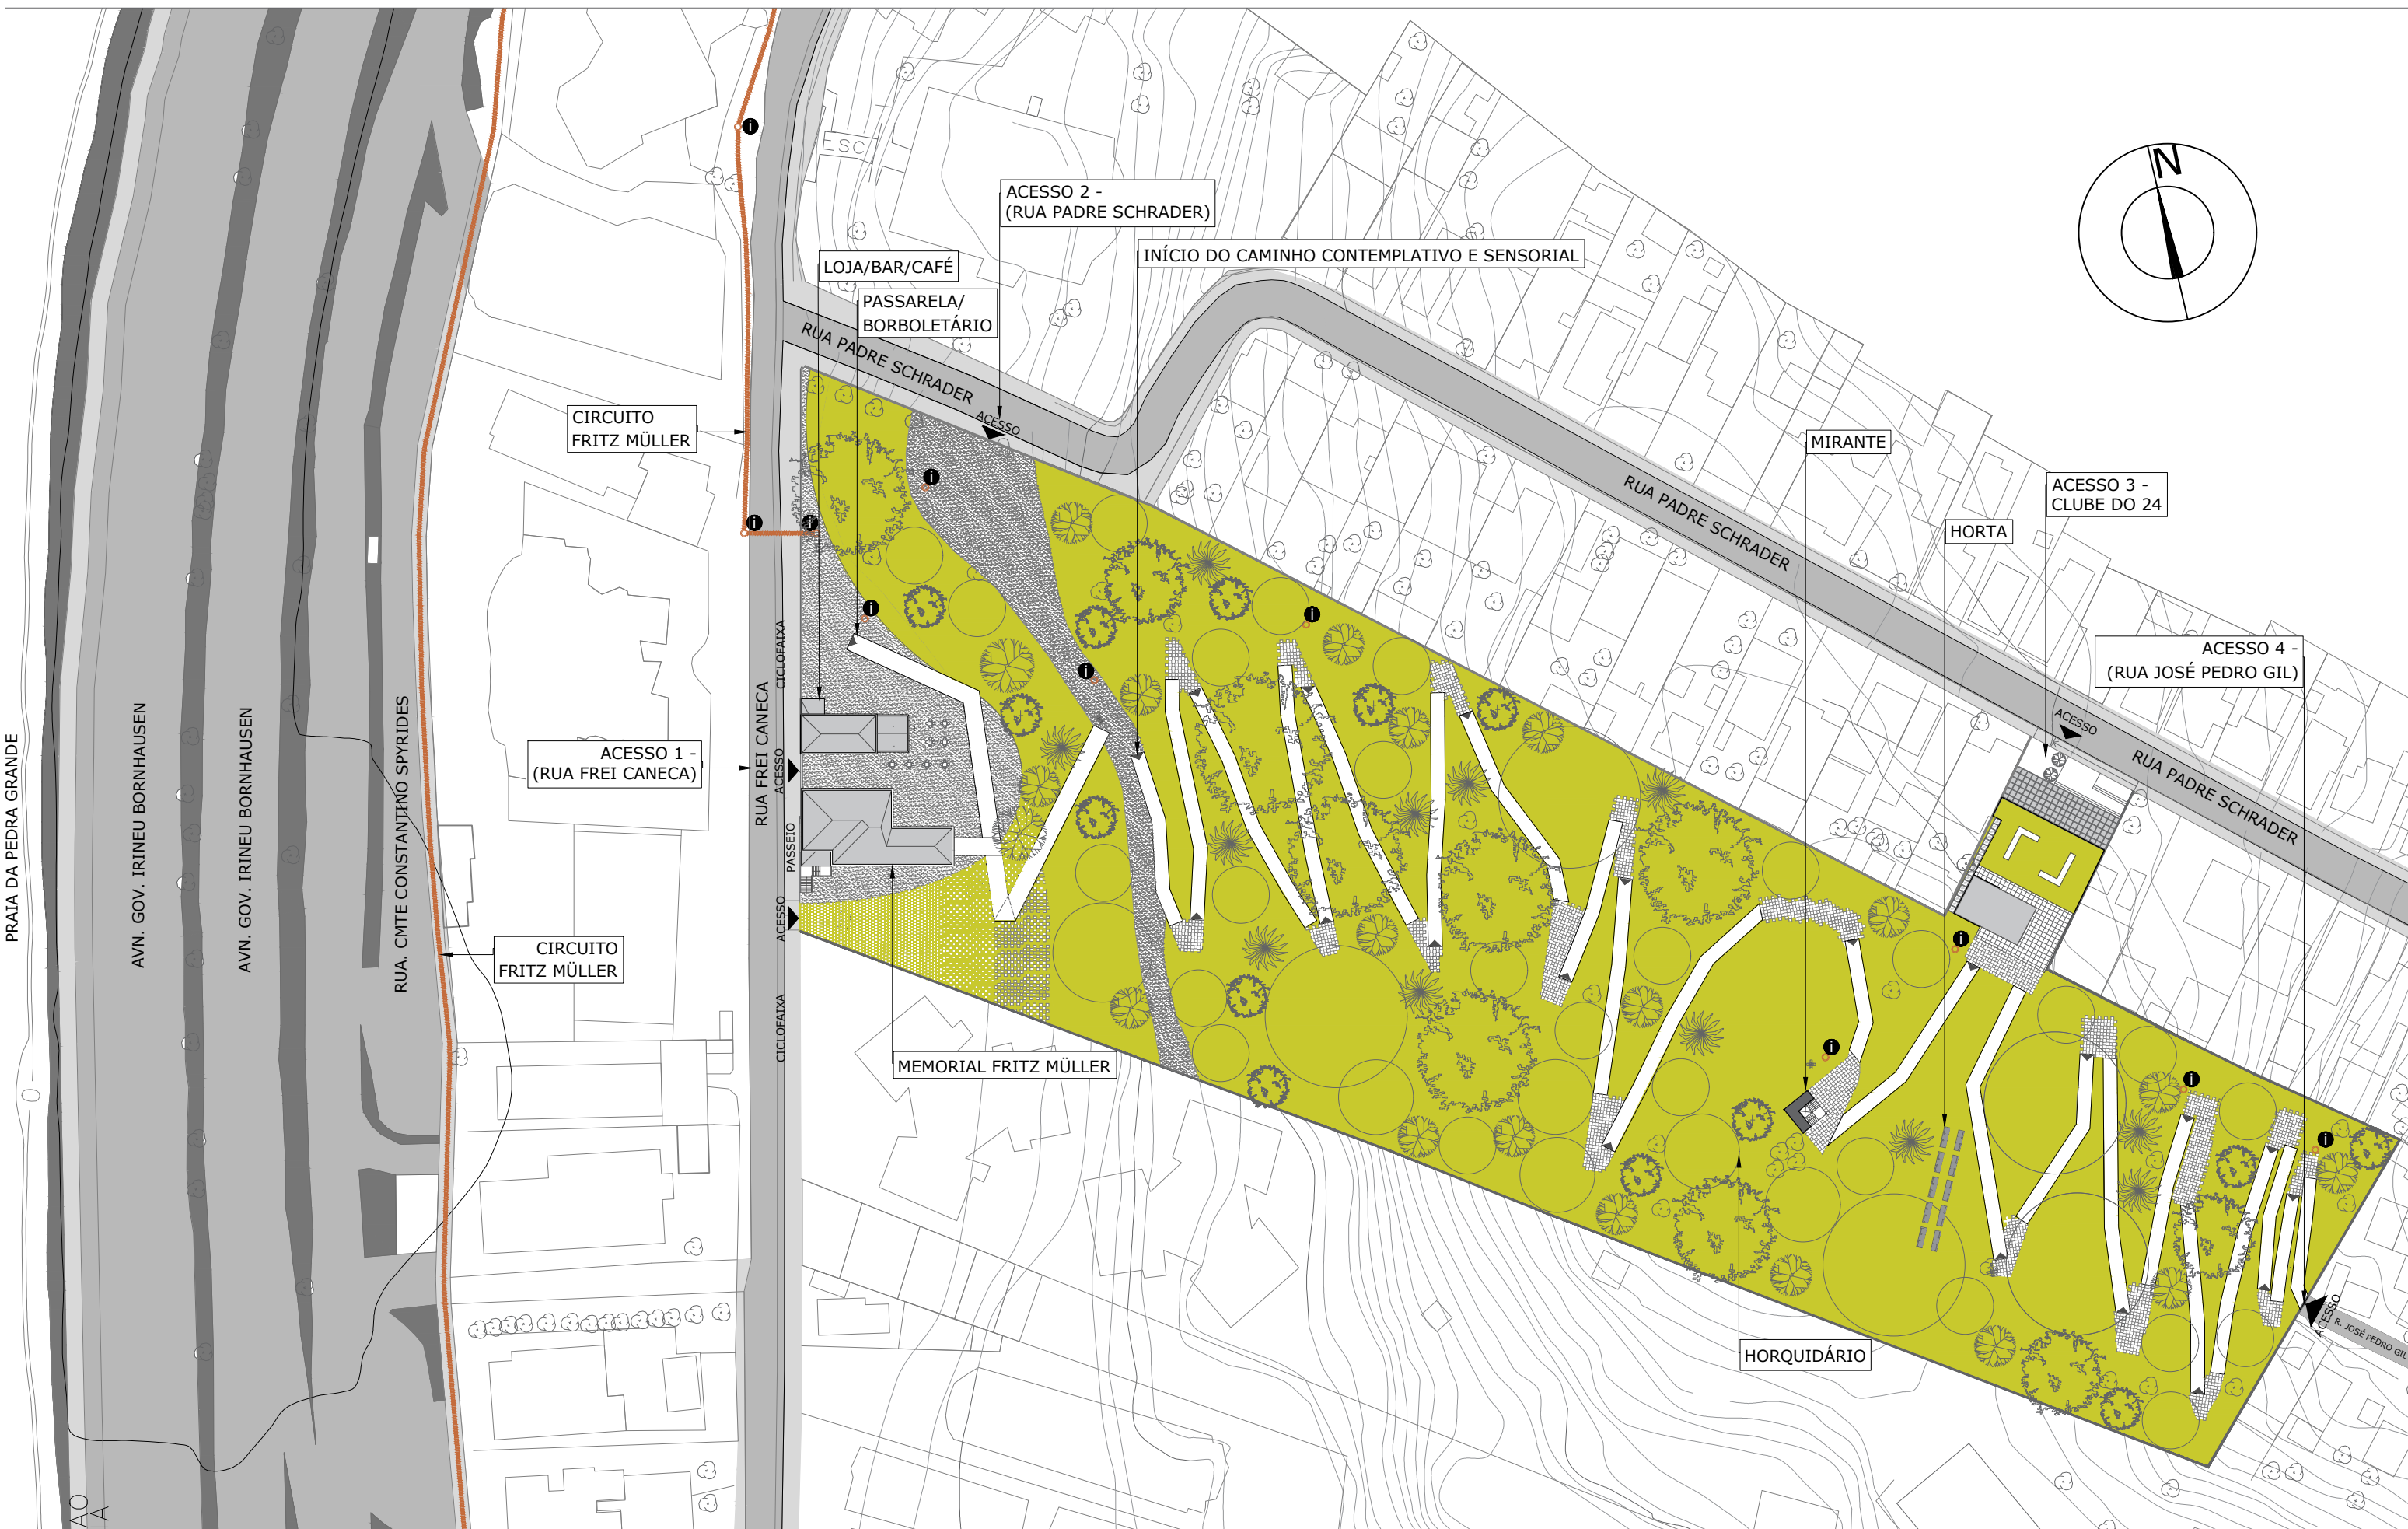 N
ESC
ACESSO 2 -
(RUA PADRE SCHRADER)
INÍCIO DO CAMINHO CONTEMPLATIVO E SENSORIAL
LOJA/BAR/CAFÉ
PASSARELA/
BORBOLETÁRIO
RUA PADRE SCHRADER
ACESSO
CIRCUITO
FRITZ MÜLLER
MIRANTE
RUA PADRE SCHRADER
ACESSO 3 -
CLUBE DO 24
HORTA
ACESSO 4 -
(RUA JOSÉ PEDRO GIL)
ACESSO
RUA PADRE SCHRADER
i
i
i
i
i
i
i
i
i
i
i
i
PRAIA DA PEDRA GRANDE
AVN. GOV. IRINEU BORNHAUSEN
AVN. GOV. IRINEU BORNHAUSEN
RUA. CMTE CONSTANTINO SPYRIDES
ACESSO 1 -
(RUA FREI CANECA)
RUA FREI CANECA
CICLOFAIXA
ACESSO
PASSEIO
ACESSO
CICLOFAIXA
CIRCUITO
FRITZ MÜLLER
MEMORIAL FRITZ MÜLLER
HORQUIDÁRIO
ACESSO
R. JOSÉ PEDRO GIL
AO
IA